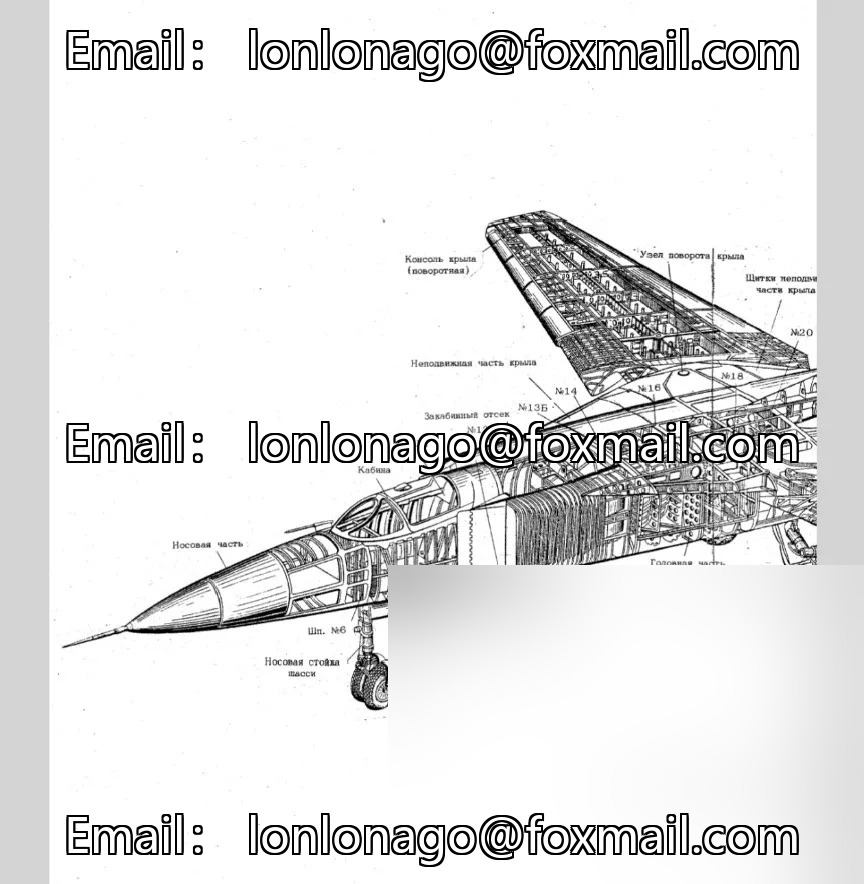 Email： lonlonago@foxmail.com
Консоль крыла
(поворотная)
Узел поворота крыла
Щитки неподви
части крыла
№20
Неподвижная часть крыла
№18
№16
№14
№13Б
Закабинный отсек
Email： lonlonago@foxmail.com
Кабина
Носовая часть
Головная часть
Шп. №6
Носовая стойка
шасси
Email： lonlonago@foxmail.com